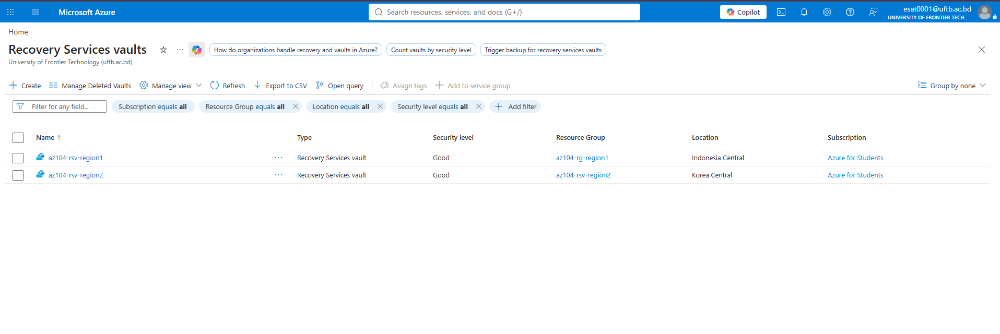 Microsoft Azure
Search resources, services, and docs (G+/)
Copilot
esat0001@uftb.ac.bd
UNIVERSITY OF FRONTIER TECH...
Home
Recovery Services vaults
How do organizations handle recovery and vaults in Azure?
Count vaults by security level
Trigger backup for recovery services vaults
University of Frontier Technology (uftb.ac.bd)
Create
Manage Deleted Vaults
Manage view
Refresh
Export to CSV
Open query
Assign tags
Add to service group
Group by none
Filter for any field...
Subscription equals all
Resource Group equals all
Location equals all
Security level equals all
Add filter
Name ↑ Type Security level Resource Group Location Subscription
az104-rsv-region1 ··· Recovery Services vault Good az104-rg-region1 Indonesia Central Azure for Students
az104-rsv-region2 ··· Recovery Services vault Good az104-rsv-region2 Korea Central Azure for Students